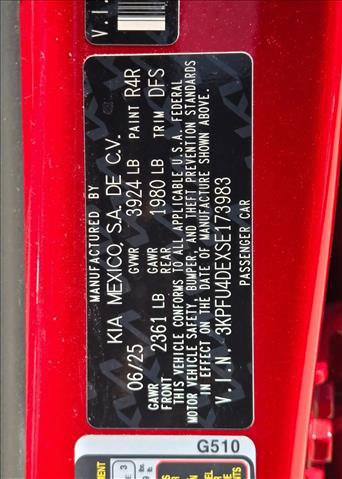 V.I.
MANUFACTURED BY
KIA MEXICO, S.A. DE C.V.
06/25 GVWR 3924 LB PAINT R4R
GAWR FRONT 2361 LB GAWR REAR 1980 LB TRIM DFS
THIS VEHICLE CONFORMS TO ALL APPLICABLE U.S.A. FEDERAL
MOTOR VEHICLE SAFETY, BUMPER, AND THEFT PREVENTION STANDARDS
IN EFFECT ON THE DATE OF MANUFACTURE SHOWN ABOVE.
V.I.N. 3KPFU4DEXSE173983
PASSENGER CAR
G510